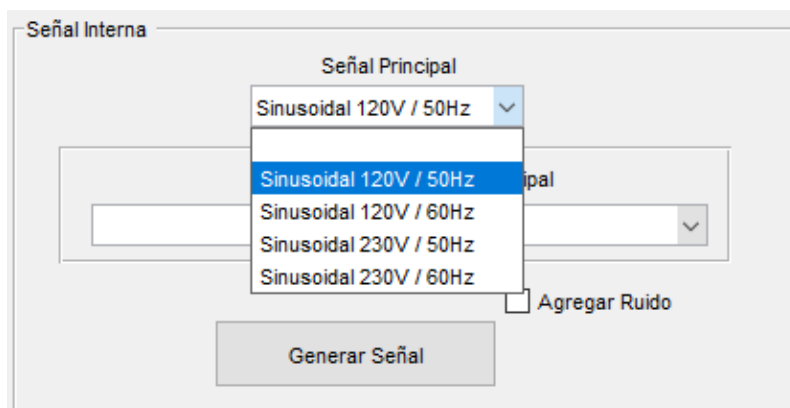 Señal Interna
Señal Principal
Sinusoidal 120V / 50Hz
Sinusoidal 120V / 50Hz
ipal
Sinusoidal 120V / 60Hz
Sinusoidal 230V / 50Hz
Sinusoidal 230V / 60Hz
Agregar Ruido
Generar Señal